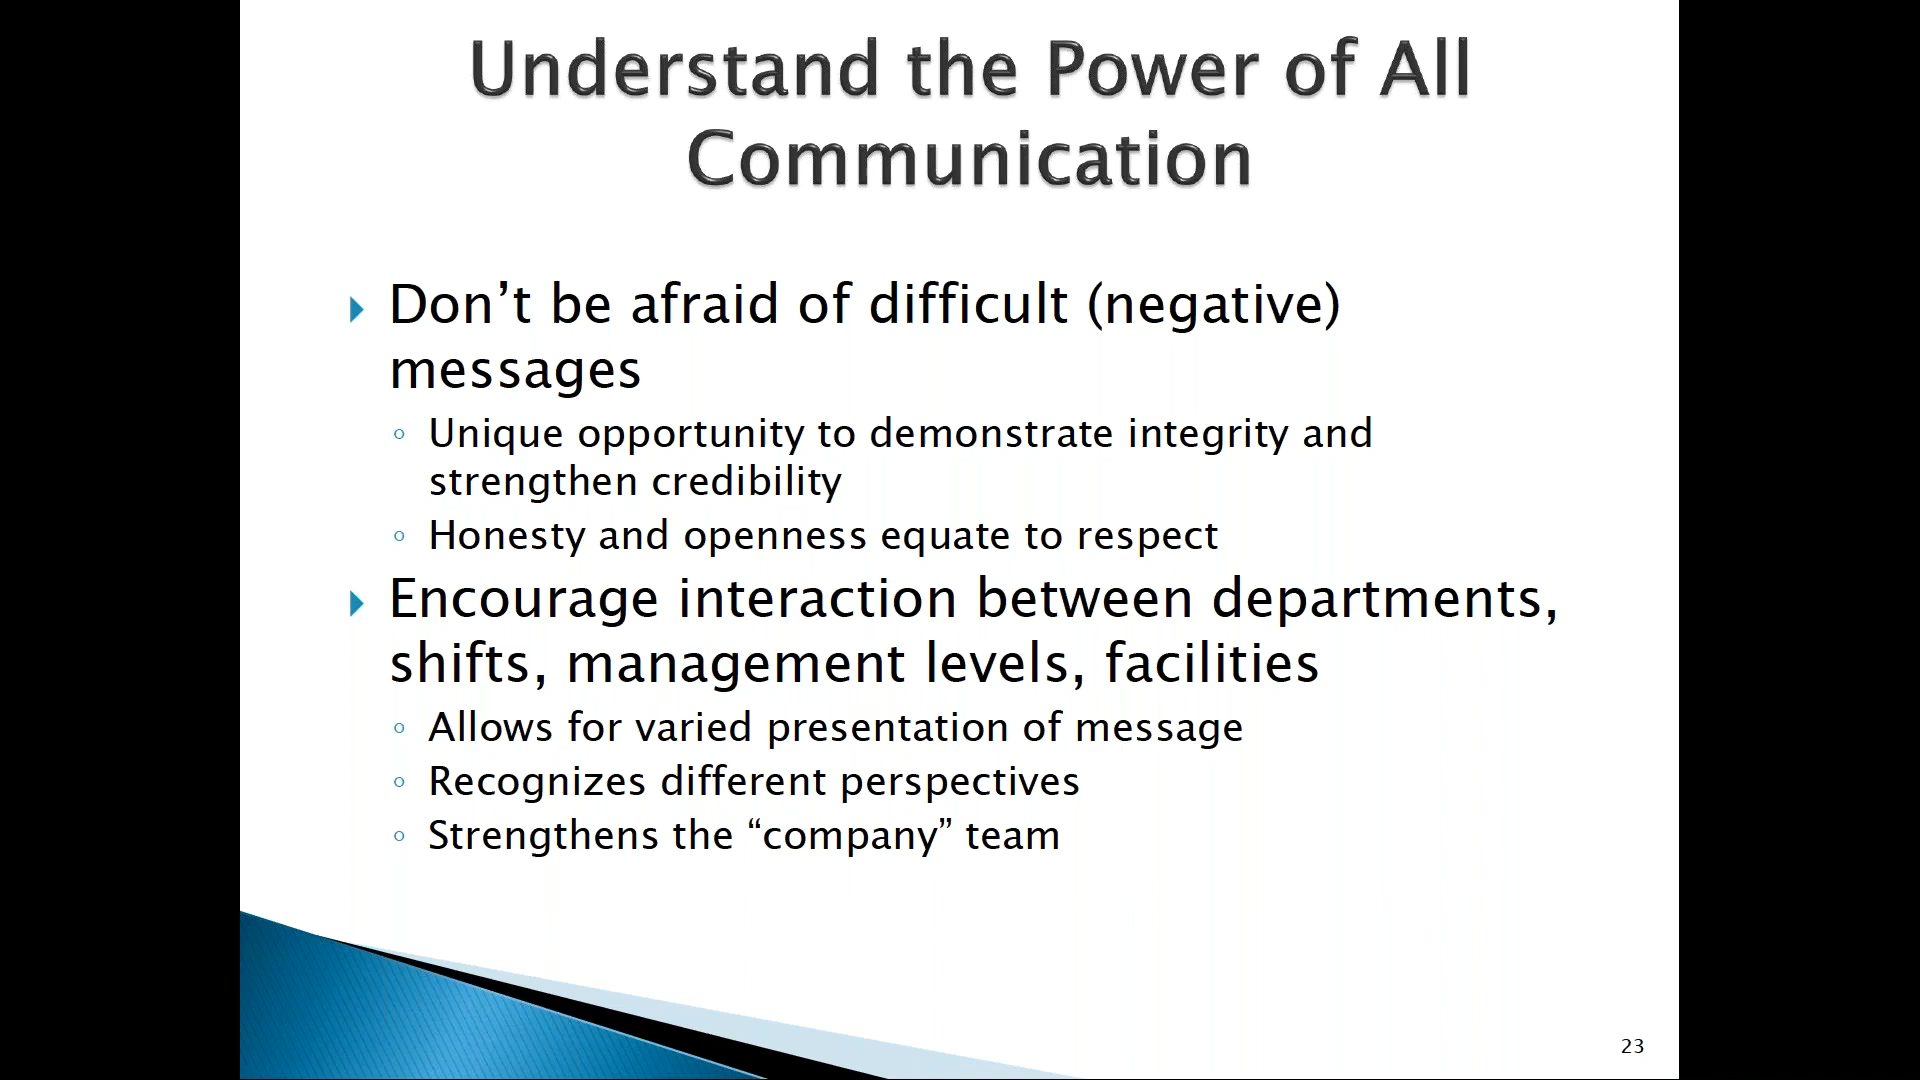 Understand the Power of All
Communication
Don’t be afraid of difficult (negative)
messages
Unique opportunity to demonstrate integrity and
strengthen credibility
Honesty and openness equate to respect
Encourage interaction between departments,
shifts, management levels, facilities
Allows for varied presentation of message
Recognizes different perspectives
Strengthens the “company” team
23